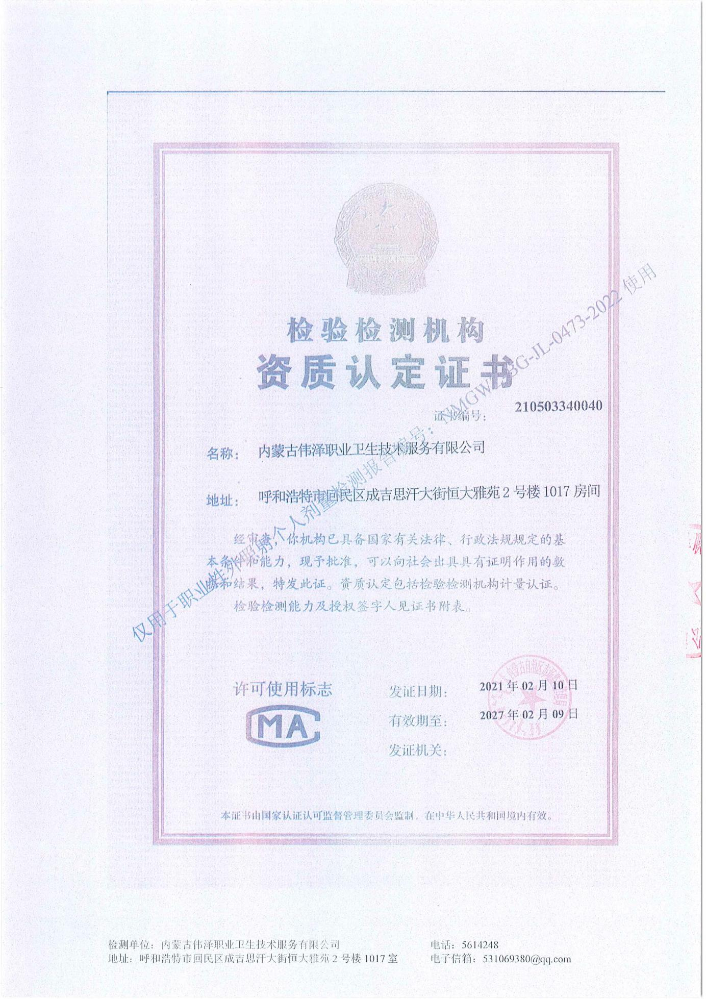 检验检测机构
资质认定证书
证书编号：210503340040
名称：内蒙古伟泽职业卫生技术服务有限公司
地址：呼和浩特市回民区成吉思汗大街恒大雅苑2号楼1017房间
经审查，你机构已具备国家有关法律、行政法规规定的基
本条件和能力，现予批准，可以向社会出具具有证明作用的数
据和结果，特发此证。资质认定包括检验检测机构计量认证。
检验检测能力及授权签字人见证书附表。
仅用于职业性外照射个人剂量检测报告编号：NMGWZ-BG-JL-0473-2022使用
许可使用标志
MA
发证日期：2021年02月10日
有效期至：2027年02月09日
发证机关：
本证书由国家认证认可监督管理委员会监制，在中华人民共和国境内有效。
检测单位：内蒙古伟泽职业卫生技术服务有限公司
电话：5614248
地址：呼和浩特市回民区成吉思汗大街恒大雅苑2号楼1017室
电子信箱：531069380@qq.com